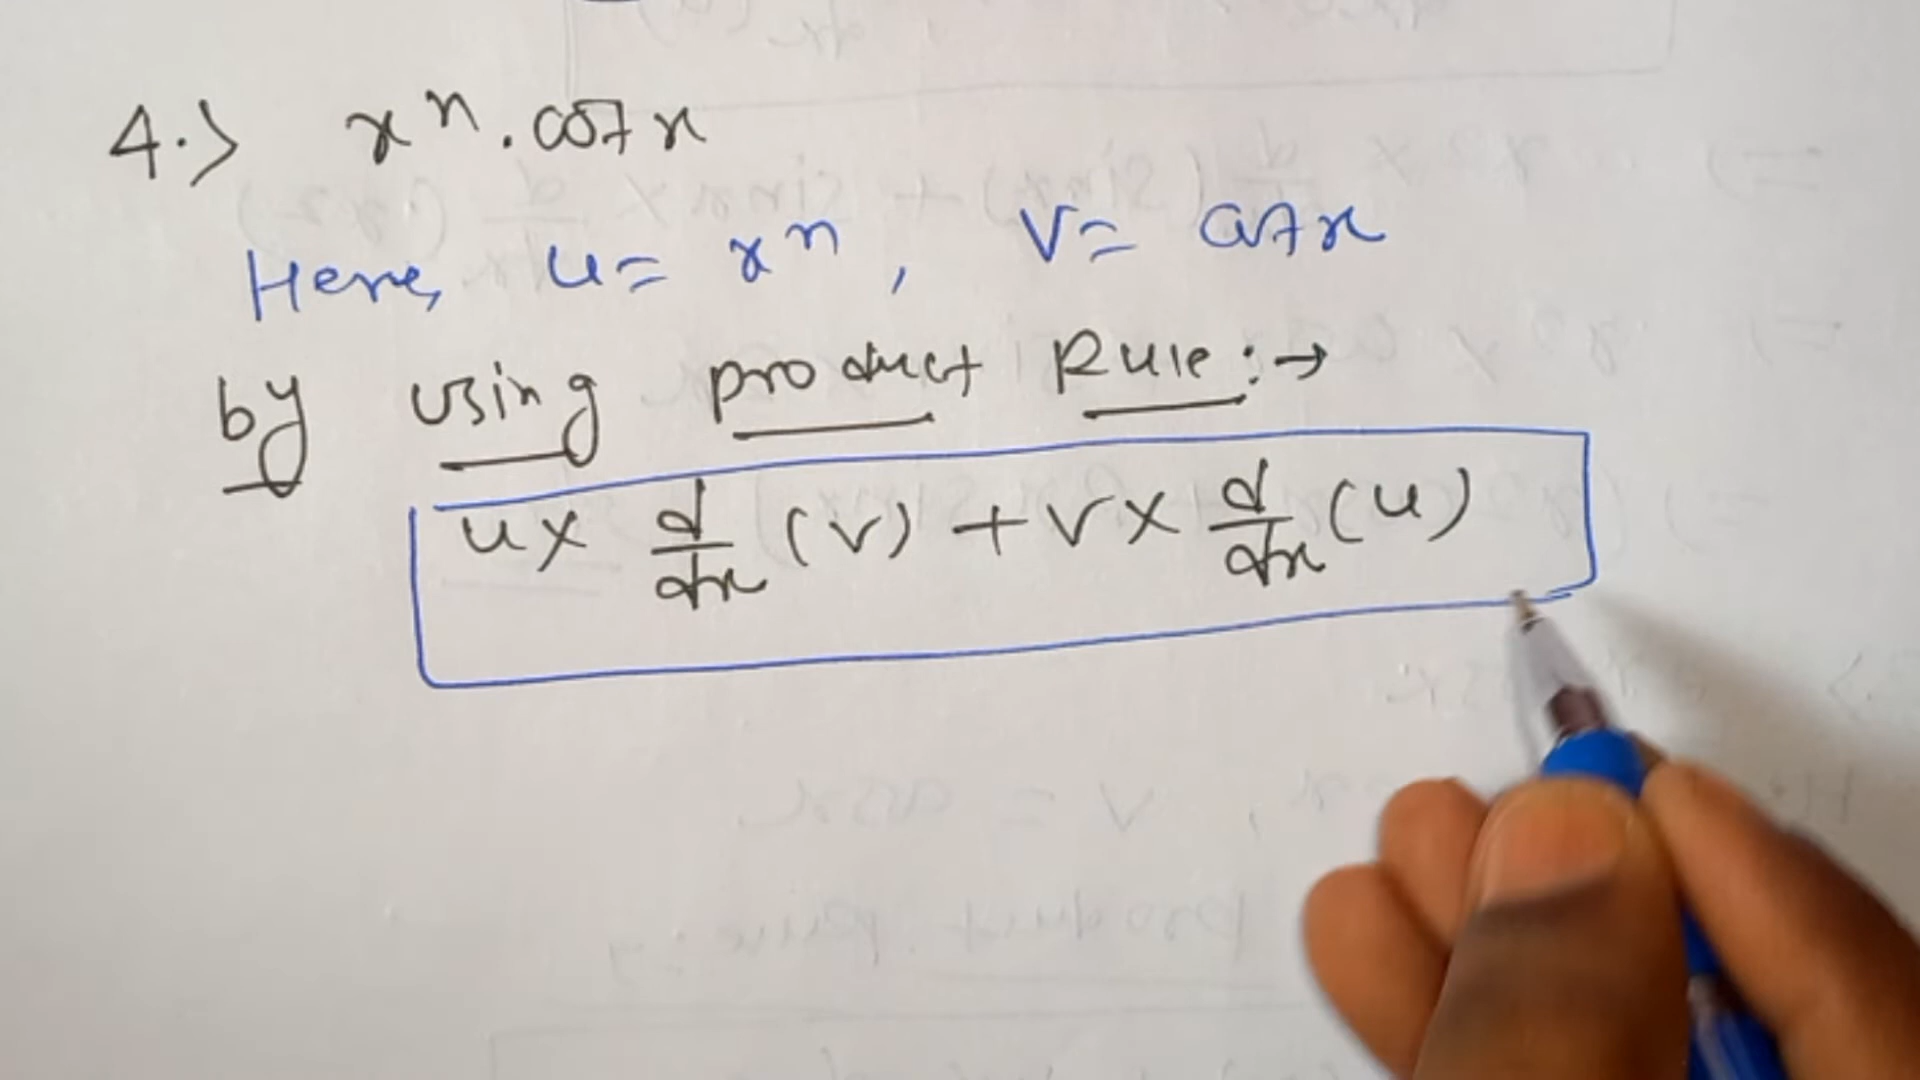 4.> xⁿ. cot x
Here, u = xⁿ, v = cot x
by using product Rule :→
u × d/dx (v) + v × d/dx (u)